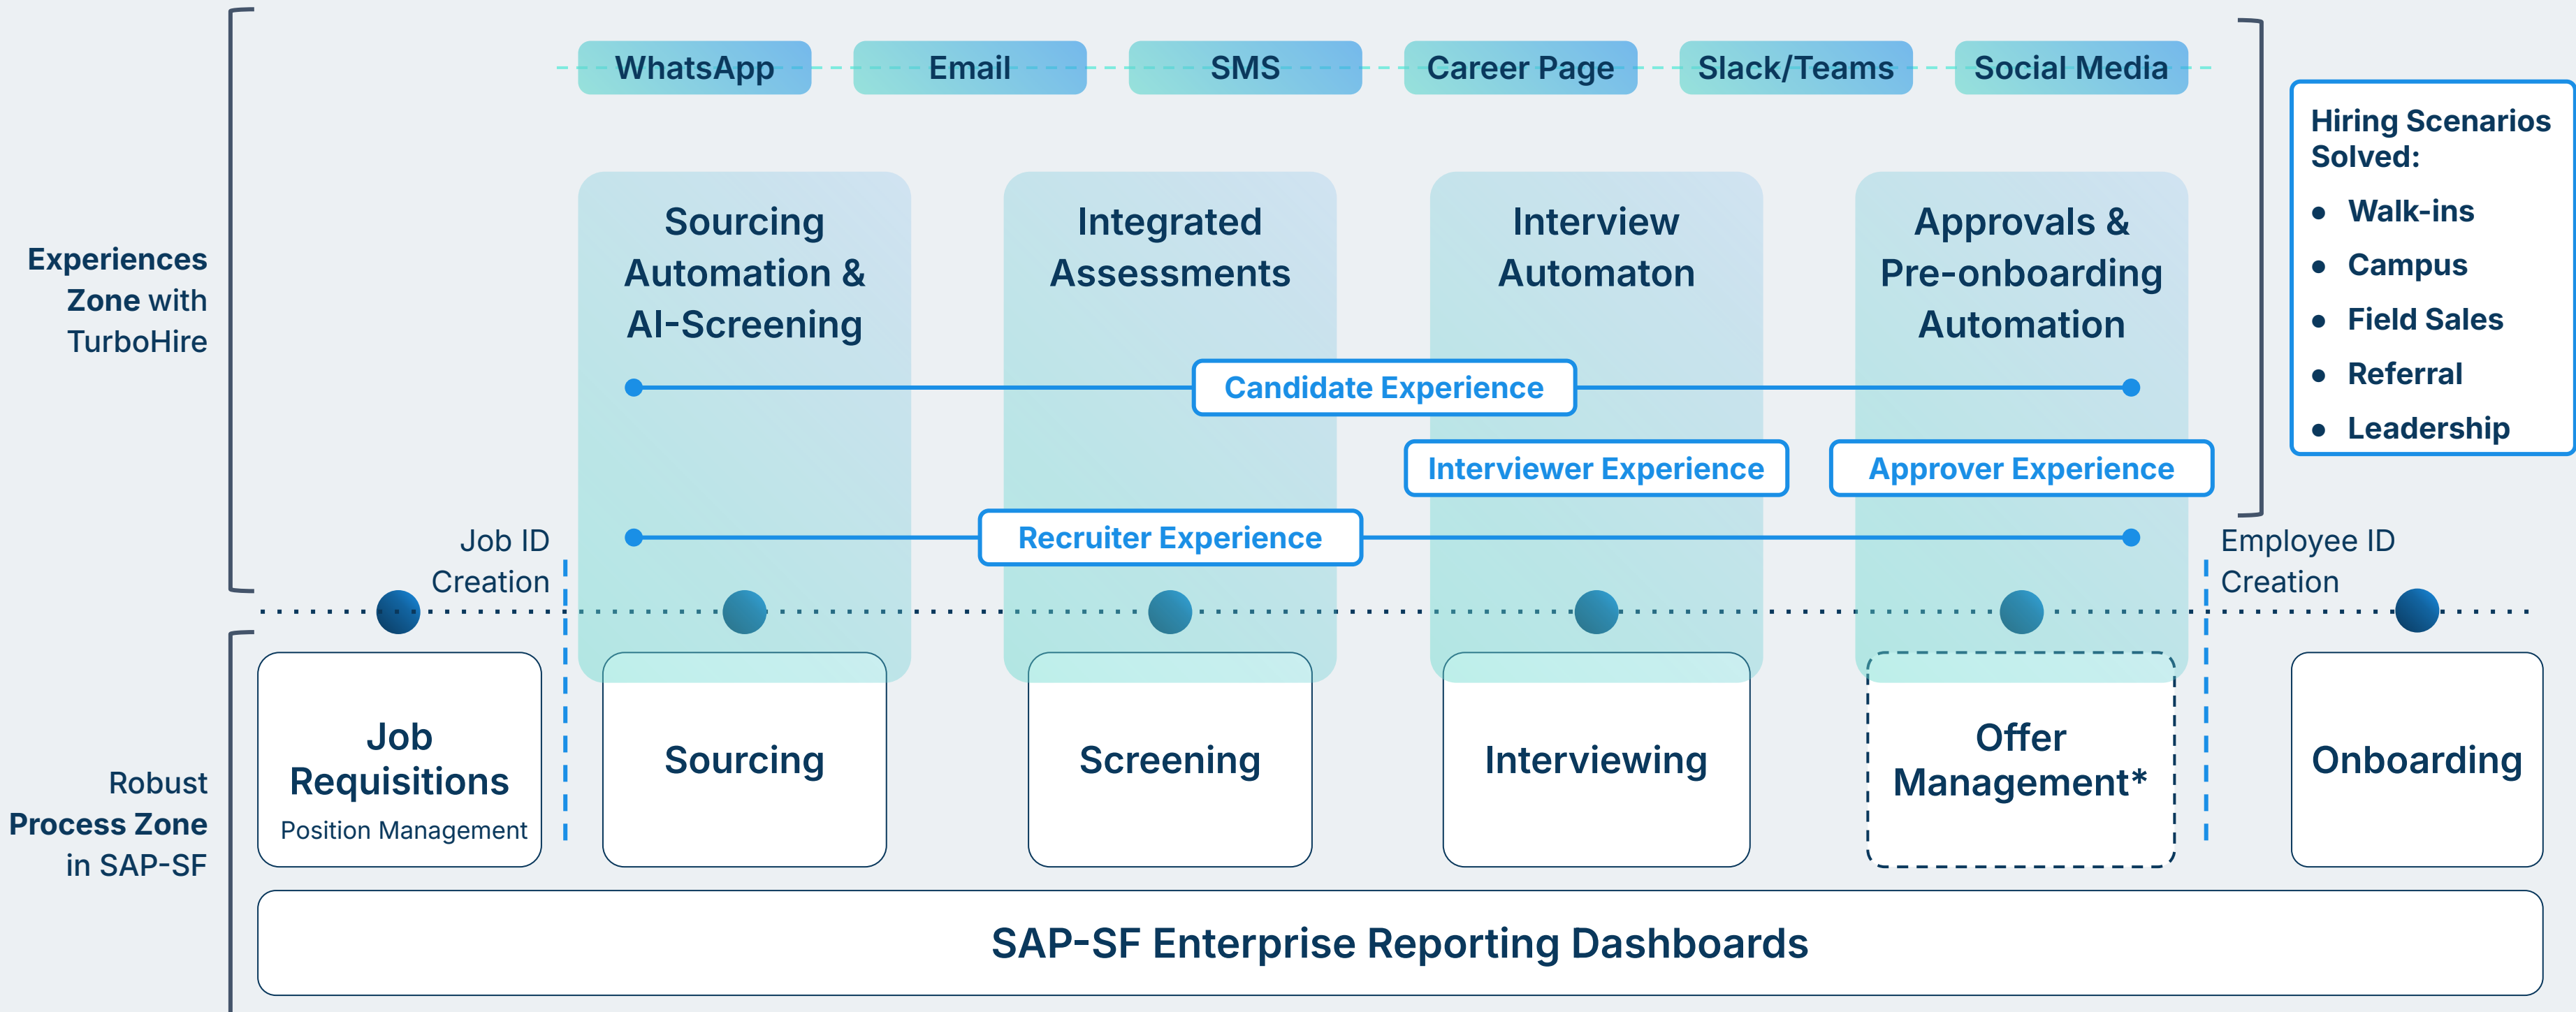 WhatsApp
Email
SMS
Career Page
Slack/Teams
Social Media
Hiring Scenarios
Solved:
• Walk-ins
• Campus
• Field Sales
• Referral
• Leadership
Experiences
Zone with
TurboHire
Sourcing
Automation &
AI-Screening
Integrated
Assessments
Interview
Automaton
Approvals &
Pre-onboarding
Automation
Candidate Experience
Interviewer Experience
Approver Experience
Recruiter Experience
Job ID
Creation
Employee ID
Creation
Robust
Process Zone
in SAP-SF
Job
Requisitions
Position Management
Sourcing
Screening
Interviewing
Offer
Management*
Onboarding
SAP-SF Enterprise Reporting Dashboards